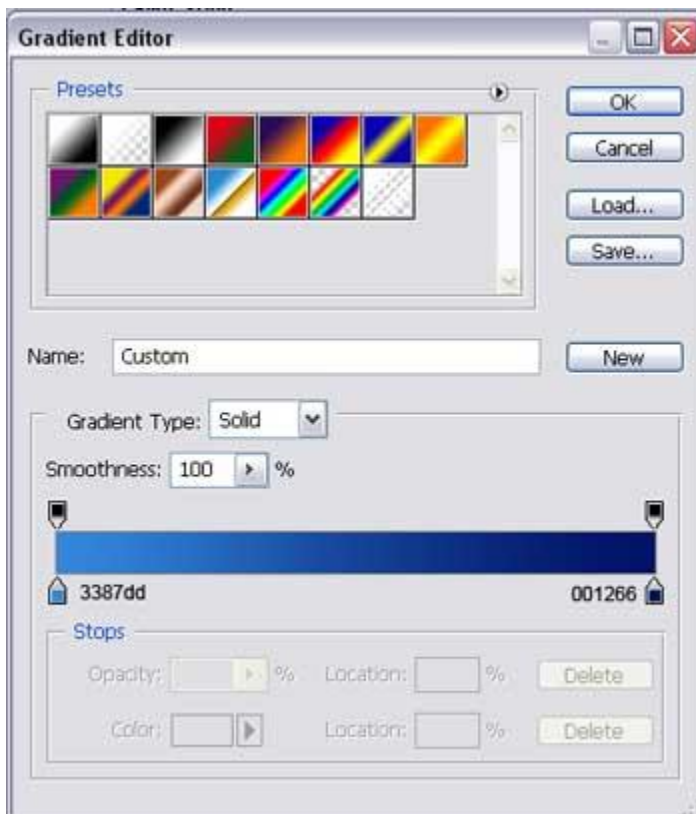 Gradient Editor
Presets
OK
Cancel
Load...
Save...
Name: Custom
New
Gradient Type: Solid
Smoothness: 100 %
3387dd 001266
Stops
Opacity: % Location: % Delete
Color: Location: % Delete